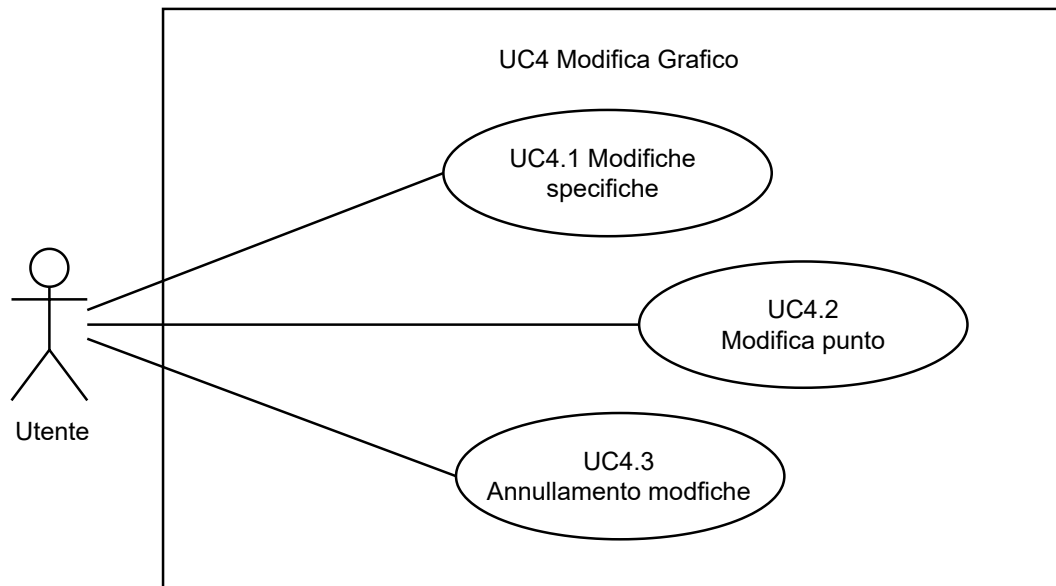 UC4 Modifica Grafico
UC4.1 Modifiche
specifiche
UC4.2
Modifica punto
Utente
UC4.3
Annullamento modfiche